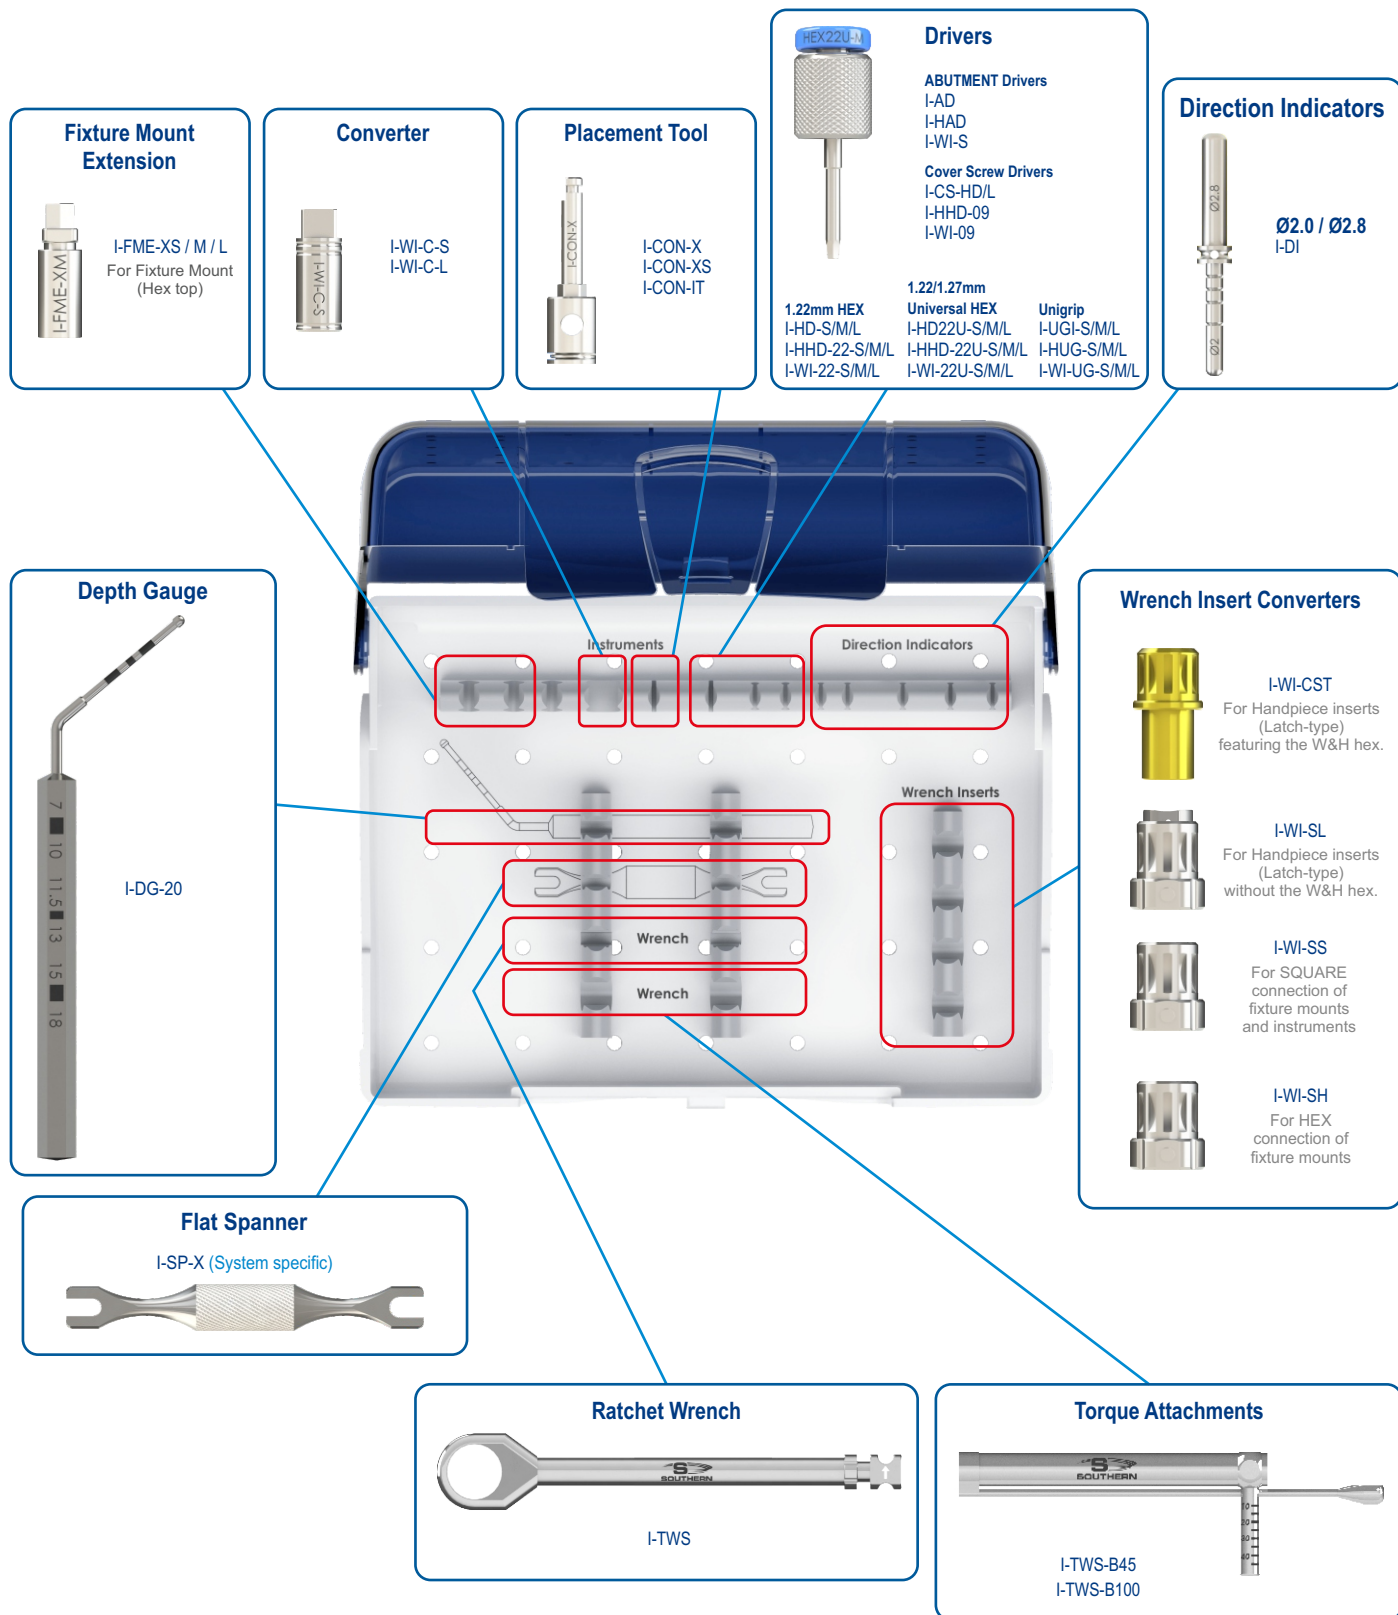 Fixture Mount
Extension
I-FME-XM
I-FME-XS / M / L
For Fixture Mount
(Hex top)
Converter
I-WI-C-S
I-WI-C-S
I-WI-C-L
Placement Tool
I-CON-X
I-CON-X
I-CON-XS
I-CON-IT
HEX22U-M
Drivers
ABUTMENT Drivers
I-AD
I-HAD
I-WI-S
Cover Screw Drivers
I-CS-HD/L
I-HHD-09
I-WI-09
1.22mm HEX
I-HD-S/M/L
I-HHD-22-S/M/L
I-WI-22-S/M/L
1.22/1.27mm
Universal HEX
I-HD22U-S/M/L
I-HHD-22U-S/M/L
I-WI-22U-S/M/L
Unigrip
I-UGI-S/M/L
I-HUG-S/M/L
I-WI-UG-S/M/L
Direction Indicators
Ø2.8
Ø2
Ø2.0 / Ø2.8
I-DI
Instruments
Direction Indicators
Wrench Inserts
Wrench
Wrench
Depth Gauge
7
10
11.5
13
15
18
I-DG-20
Wrench Insert Converters
I-WI-CST
For Handpiece inserts
(Latch-type)
featuring the W&H hex.
I-WI-SL
For Handpiece inserts
(Latch-type)
without the W&H hex.
I-WI-SS
For SQUARE
connection of
fixture mounts
and instruments
I-WI-SH
For HEX
connection of
fixture mounts
Flat Spanner
I-SP-X (System specific)
Ratchet Wrench
S
SOUTHERN
I-TWS
Torque Attachments
S
SOUTHERN
10
20
30
40
I-TWS-B45
I-TWS-B100